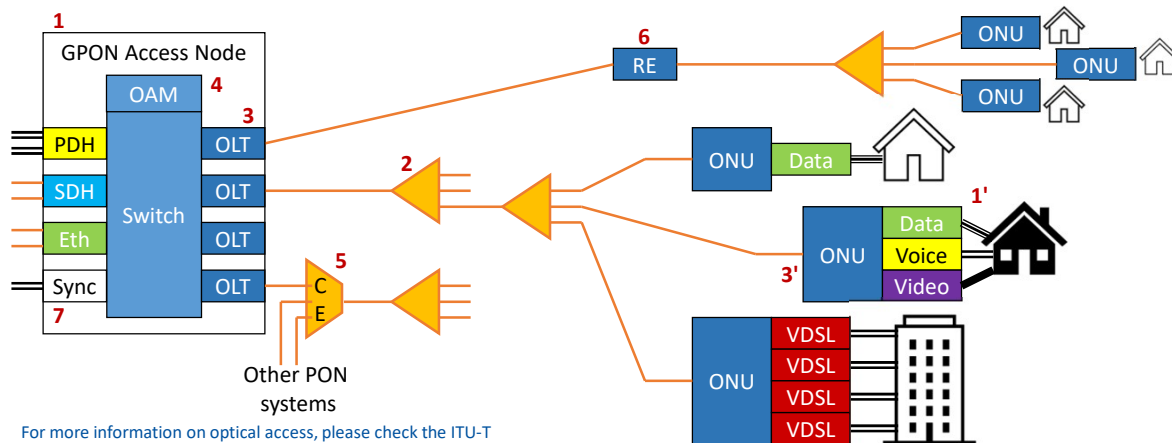 1
GPON Access Node
OAM
4
3
PDH
OLT
SDH
OLT
Switch
Eth
OLT
Sync
OLT
7
2
5
C
E
Other PON
systems
6
RE
ONU
ONU
ONU
ONU
Data
1'
ONU
Data
Voice
Video
3'
ONU
VDSL
VDSL
VDSL
VDSL
For more information on optical access, please check the ITU-T